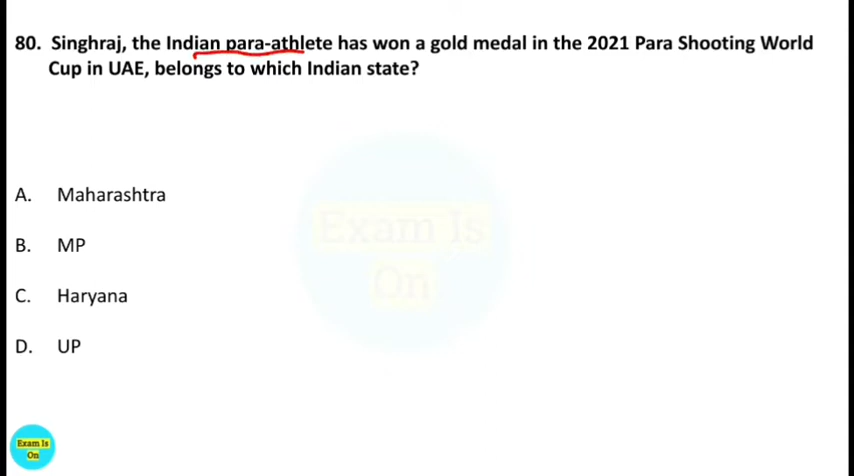 80. Singhraj, the Indian para-athlete has won a gold medal in the 2021 Para Shooting World
Cup in UAE, belongs to which Indian state?
Exam Is
On
A. Maharashtra
B. MP
C. Haryana
D. UP
Exam Is
On